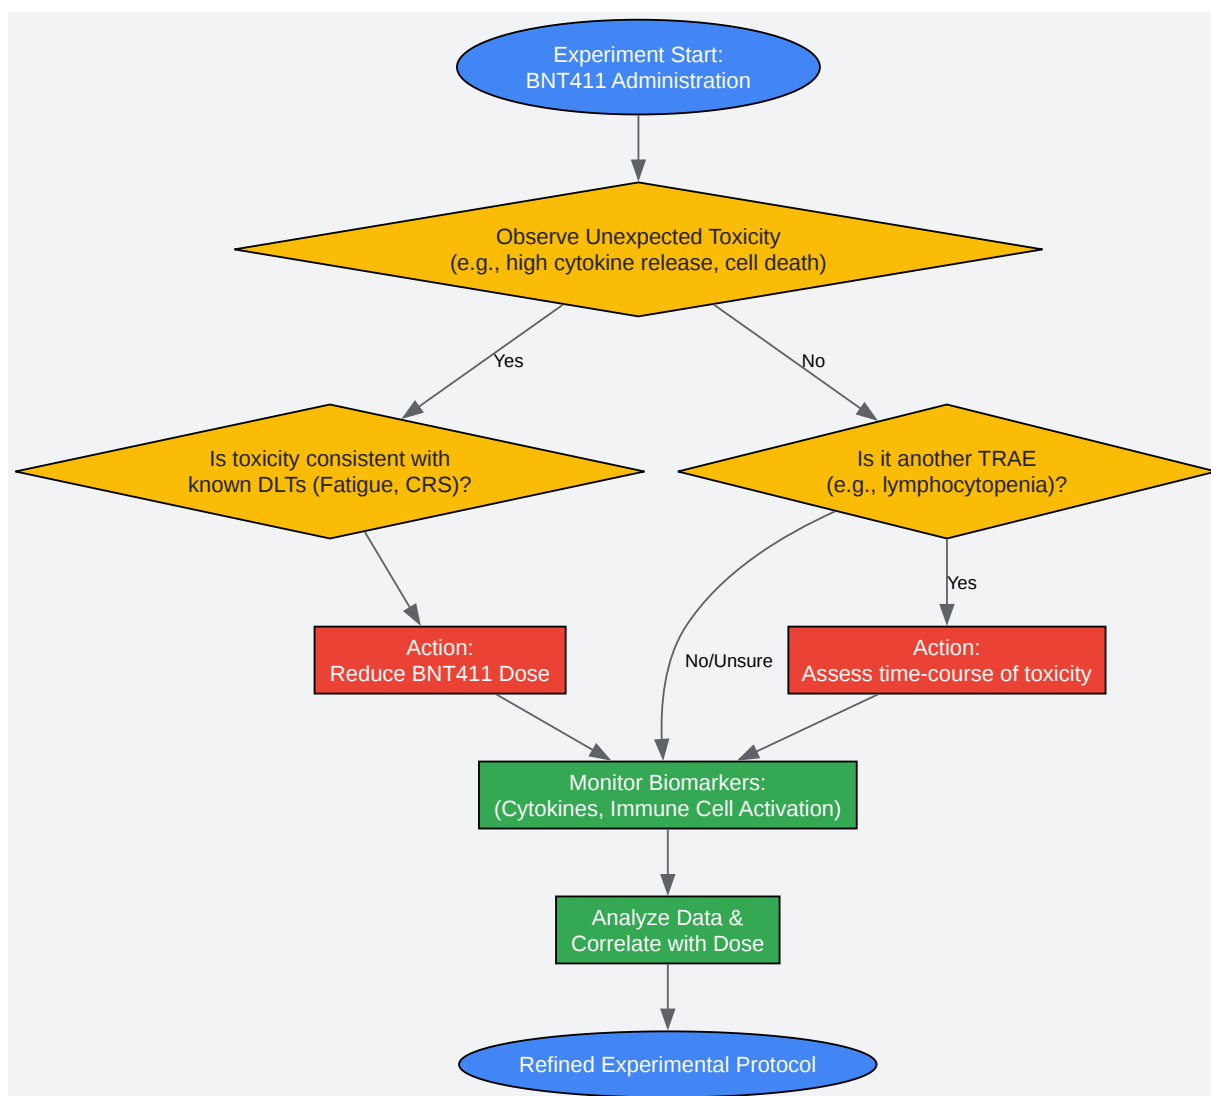 Experiment Start:
BNT411 Administration
Observe Unexpected Toxicity
(e.g., high cytokine release, cell death)
Yes
No
Is toxicity consistent with
known DLTs (Fatigue, CRS)?
Is it another TRAE
(e.g., lymphocytopenia)?
Yes
No/Unsure
Action:
Reduce BNT411 Dose
Action:
Assess time-course of toxicity
Monitor Biomarkers:
(Cytokines, Immune Cell Activation)
Analyze Data &
Correlate with Dose
Refined Experimental Protocol